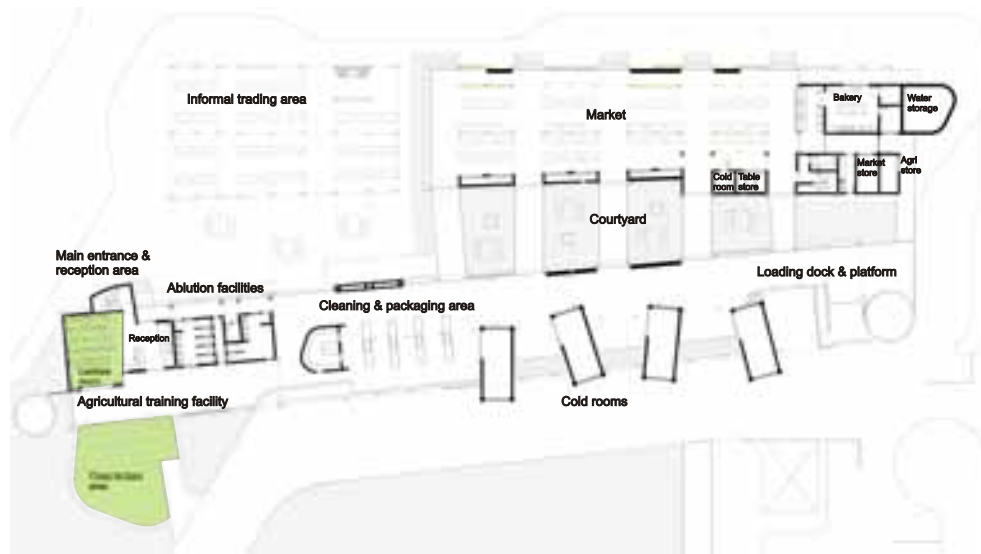 Informal trading area
Market
Bakery
Water
storage
Cold
room
Table
store
Market
store
Agri
store
Courtyard
Main entrance &
reception area
Ablution facilities
Loading dock & platform
Cleaning & packaging area
Reception
Agricultural training facility
Cold rooms
area